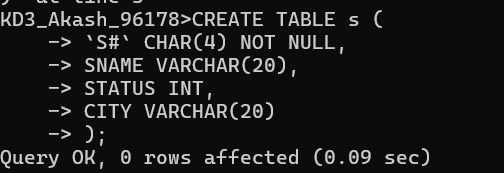 KD3_Akash_96178>CREATE TABLE s (
    -> `S#` CHAR(4) NOT NULL,
    -> SNAME VARCHAR(20),
    -> STATUS INT,
    -> CITY VARCHAR(20)
    -> );
Query OK, 0 rows affected (0.09 sec)